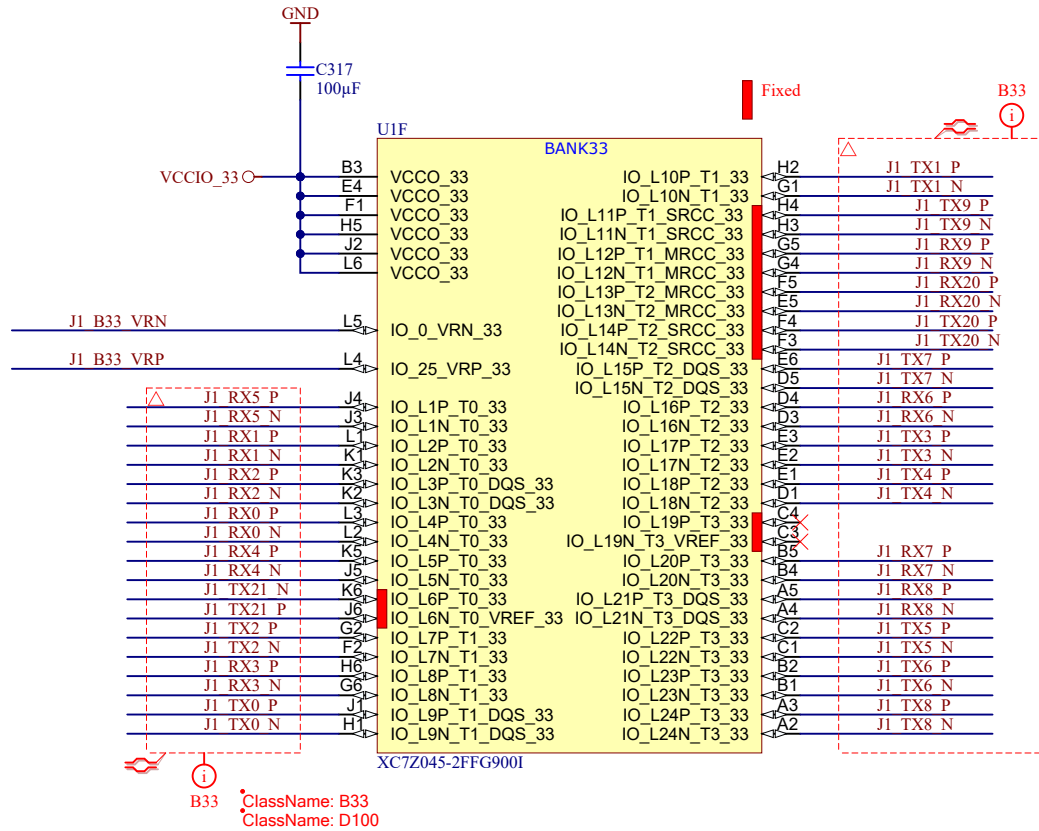 GND
C317
100µF
Fixed
B33
U1F
BANK33
VCCIO_33
B3 VCCO_33
E4 VCCO_33
F1 VCCO_33
H5 VCCO_33
J2 VCCO_33
L6 VCCO_33
J1_B33_VRN L5 IO_0_VRN_33
J1_B33_VRP L4 IO_25_VRP_33
J1_RX5_P J4 IO_L1P_T0_33
J1_RX5_N J3 IO_L1N_T0_33
J1_RX1_P L1 IO_L2P_T0_33
J1_RX1_N K1 IO_L2N_T0_33
J1_RX2_P K3 IO_L3P_T0_DQS_33
J1_RX2_N K2 IO_L3N_T0_DQS_33
J1_RX0_P L3 IO_L4P_T0_33
J1_RX0_N L2 IO_L4N_T0_33
J1_RX4_P K5 IO_L5P_T0_33
J1_RX4_N J5 IO_L5N_T0_33
J1_TX21_N K6 IO_L6P_T0_33
J1_TX21_P J6 IO_L6N_T0_VREF_33
J1_TX2_P G2 IO_L7P_T1_33
J1_TX2_N F2 IO_L7N_T1_33
J1_RX3_P H6 IO_L8P_T1_33
J1_RX3_N G6 IO_L8N_T1_33
J1_TX0_P J1 IO_L9P_T1_DQS_33
J1_TX0_N H1 IO_L9N_T1_DQS_33
IO_L10P_T1_33 H2 J1_TX1_P
IO_L10N_T1_33 G1 J1_TX1_N
IO_L11P_T1_SRCC_33 H4 J1_TX9_P
IO_L11N_T1_SRCC_33 H3 J1_TX9_N
IO_L12P_T1_MRCC_33 G5 J1_RX9_P
IO_L12N_T1_MRCC_33 G4 J1_RX9_N
IO_L13P_T2_MRCC_33 F5 J1_RX20_P
IO_L13N_T2_MRCC_33 E5 J1_RX20_N
IO_L14P_T2_SRCC_33 F4 J1_TX20_P
IO_L14N_T2_SRCC_33 F3 J1_TX20_N
IO_L15P_T2_DQS_33 E6 J1_TX7_P
IO_L15N_T2_DQS_33 D5 J1_TX7_N
IO_L16P_T2_33 D4 J1_RX6_P
IO_L16N_T2_33 D3 J1_RX6_N
IO_L17P_T2_33 E3 J1_TX3_P
IO_L17N_T2_33 E2 J1_TX3_N
IO_L18P_T2_33 E1 J1_TX4_P
IO_L18N_T2_33 D1 J1_TX4_N
IO_L19P_T3_33 C4
IO_L19N_T3_VREF_33 C3
IO_L20P_T3_33 B5 J1_RX7_P
IO_L20N_T3_33 B4 J1_RX7_N
IO_L21P_T3_DQS_33 A5 J1_RX8_P
IO_L21N_T3_DQS_33 A4 J1_RX8_N
IO_L22P_T3_33 C2 J1_TX5_P
IO_L22N_T3_33 C1 J1_TX5_N
IO_L23P_T3_33 B2 J1_TX6_P
IO_L23N_T3_33 B1 J1_TX6_N
IO_L24P_T3_33 A3 J1_TX8_P
IO_L24N_T3_33 A2 J1_TX8_N
XC7Z045-2FFG900I
i
i
B33
ClassName: B33
ClassName: D100